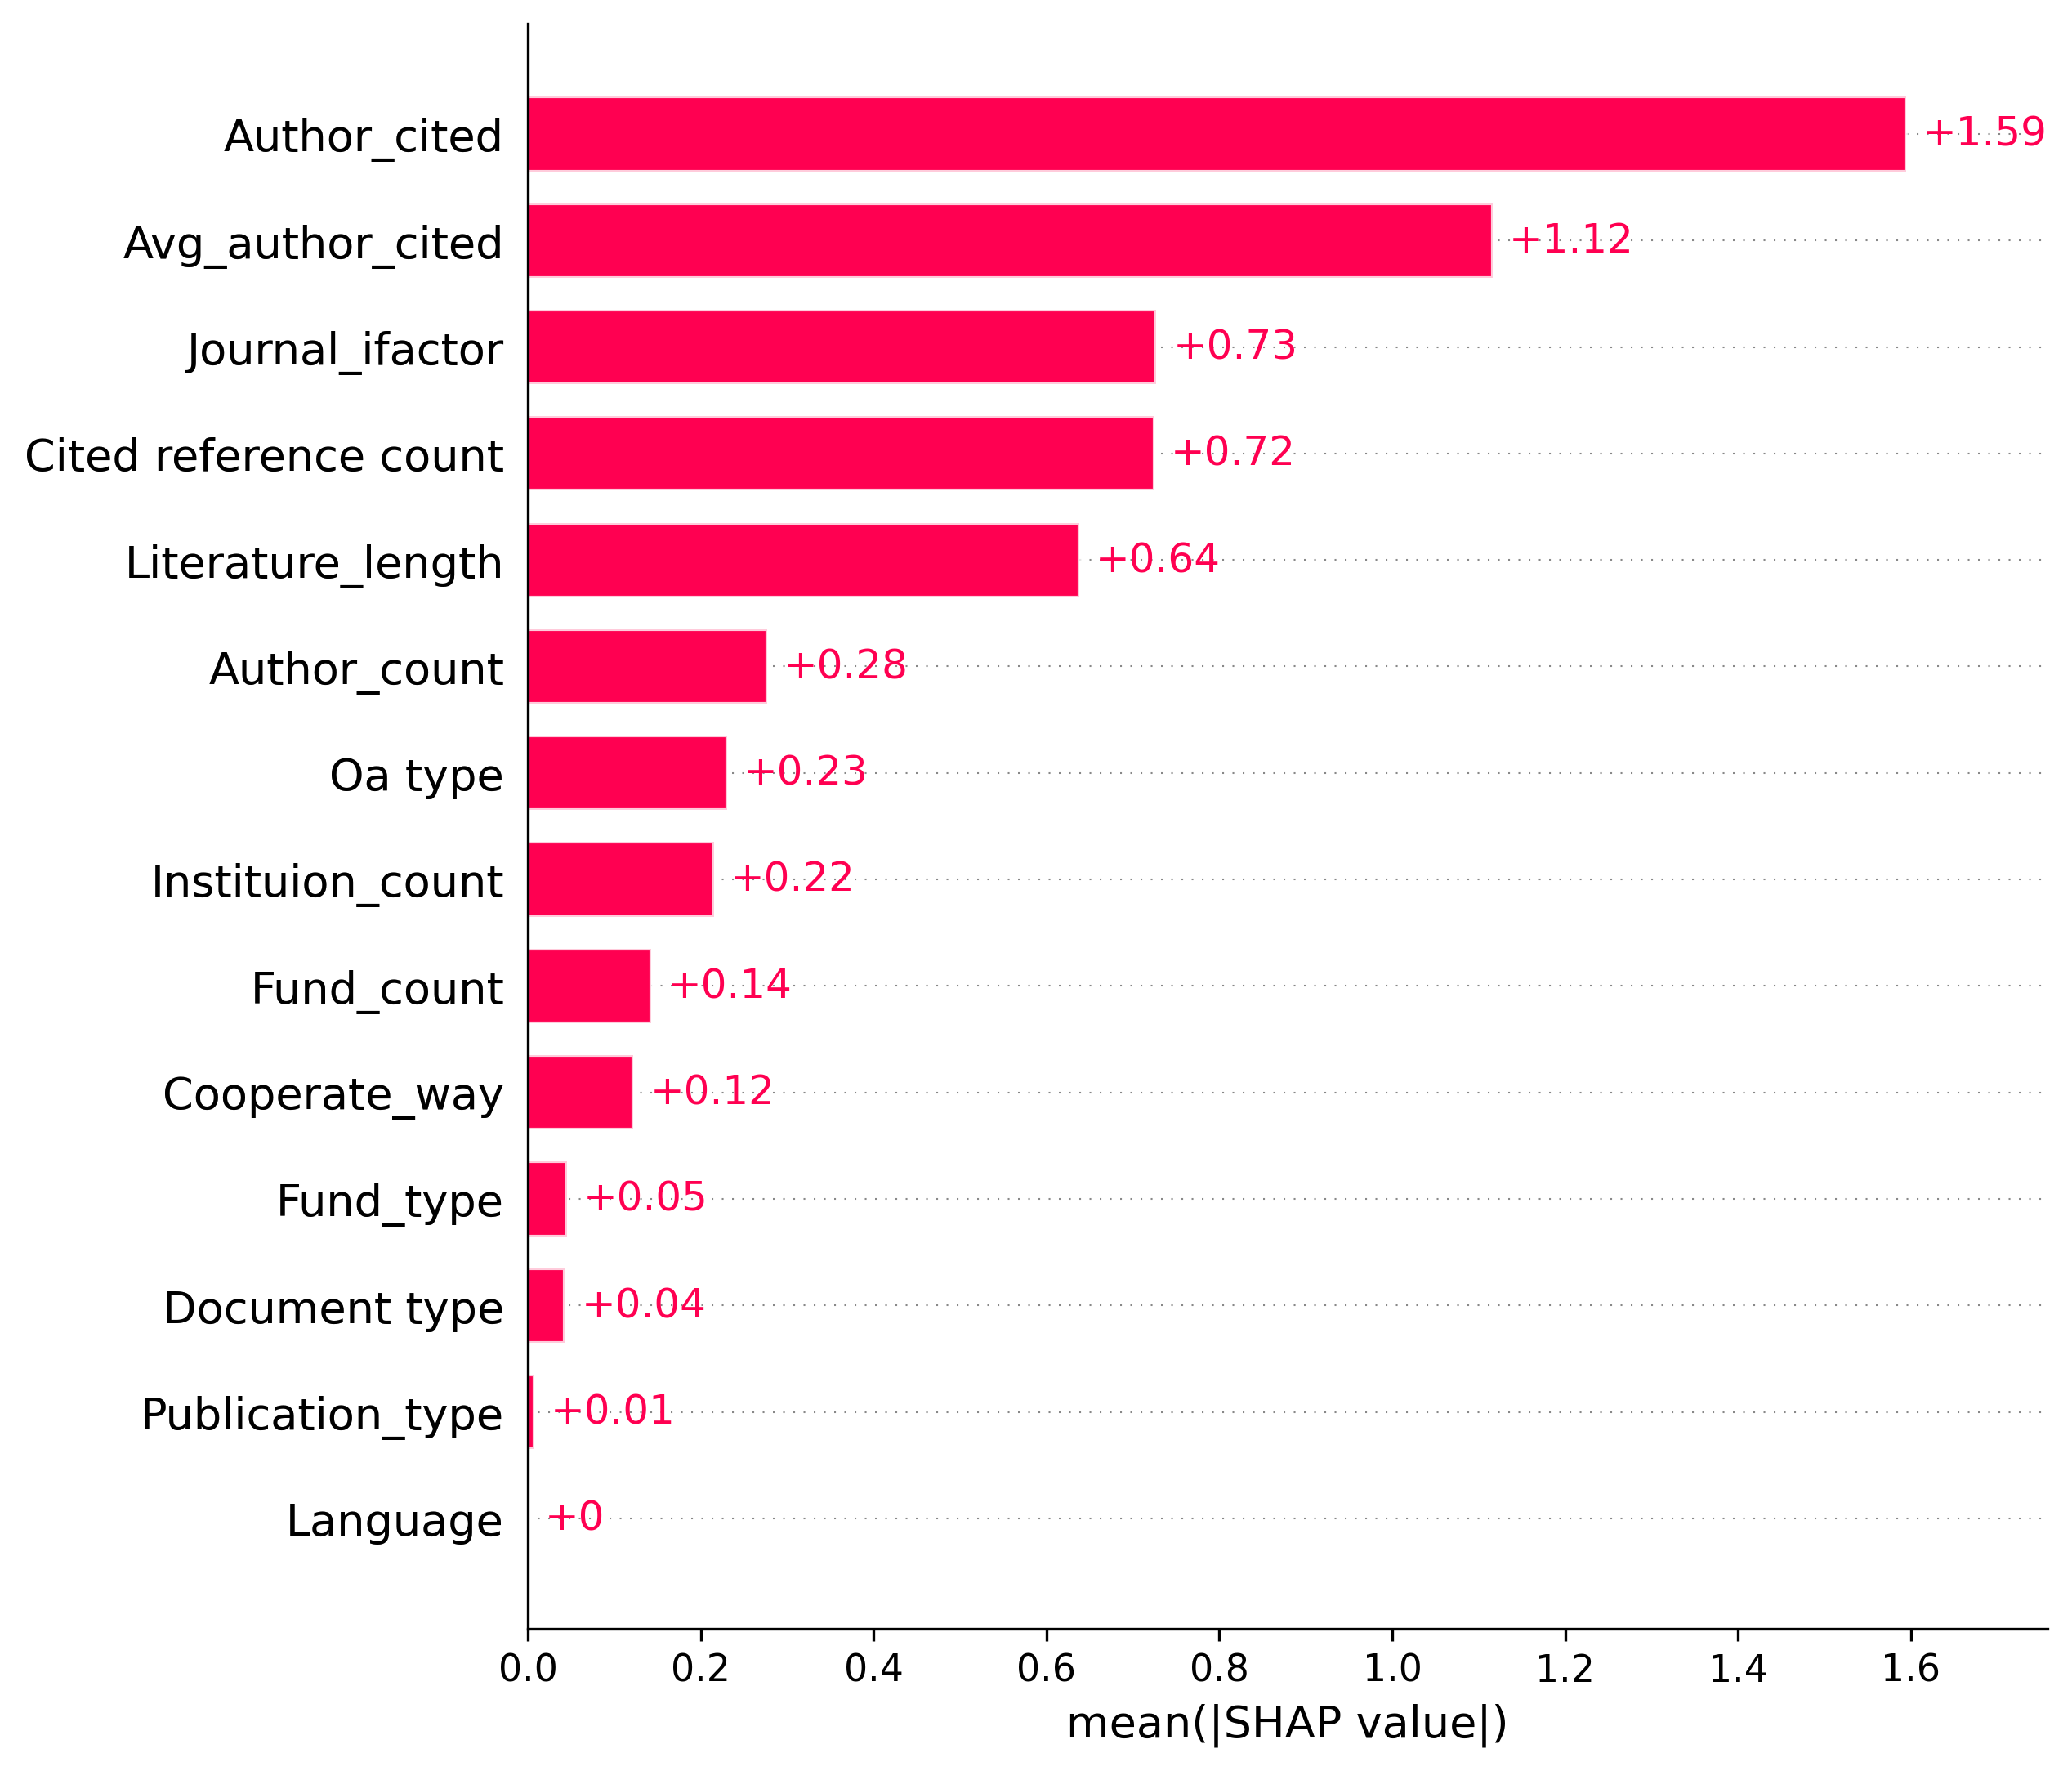 Author_cited +1.59
Avg_author_cited +1.12
Journal_ifactor +0.73
Cited reference count +0.72
Literature_length +0.64
Author_count +0.28
Oa type +0.23
Instituion_count +0.22
Fund_count +0.14
Cooperate_way +0.12
Fund_type +0.05
Document type +0.04
Publication_type +0.01
Language +0
0.0 0.2 0.4 0.6 0.8 1.0 1.2 1.4 1.6
mean(|SHAP value|)